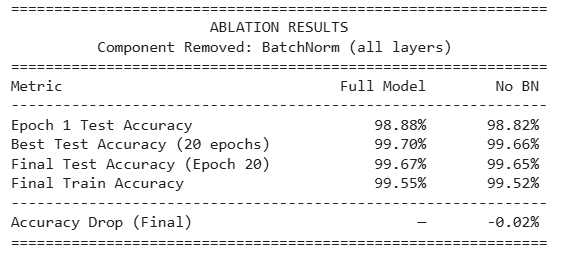 ====================================================================
ABLATION RESULTS
Component Removed: BatchNorm (all layers)
====================================================================
Metric Full Model No BN
--------------------------------------------------------------------
Epoch 1 Test Accuracy 98.88% 98.82%
Best Test Accuracy (20 epochs) 99.70% 99.66%
Final Test Accuracy (Epoch 20) 99.67% 99.65%
Final Train Accuracy 99.55% 99.52%
--------------------------------------------------------------------
Accuracy Drop (Final) — -0.02%
====================================================================